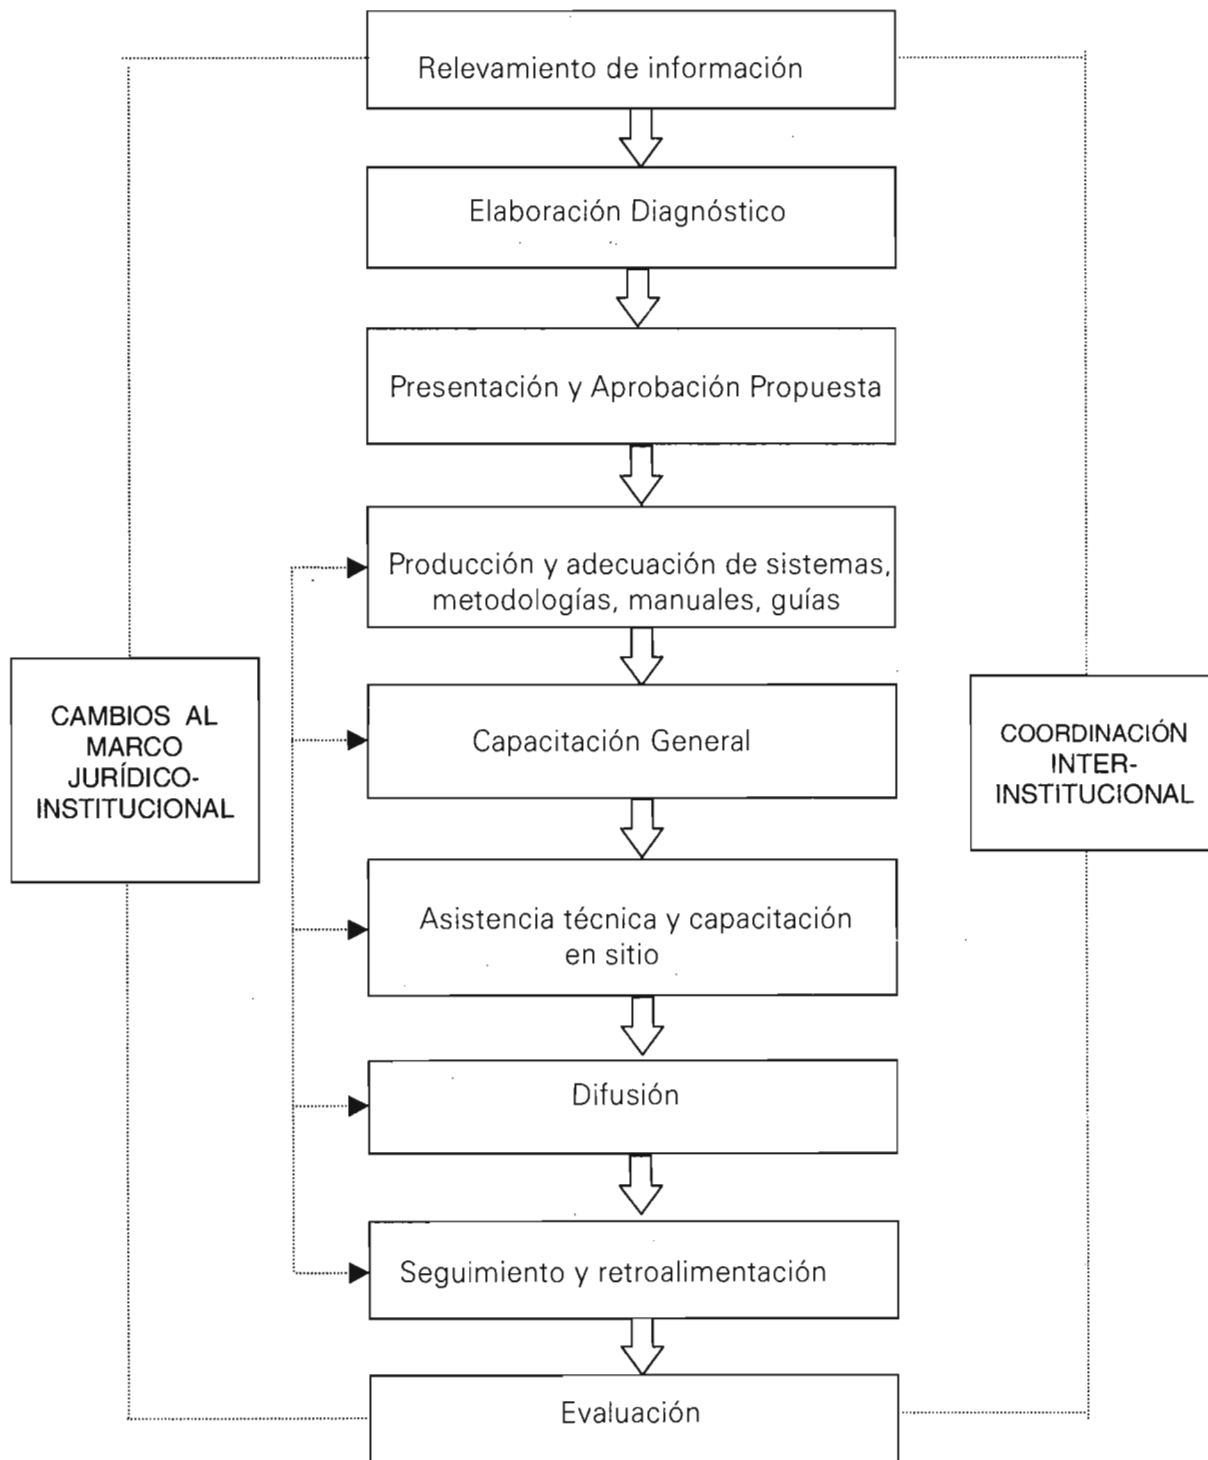 Relevamiento de información
Elaboración Diagnóstico
Presentación y Aprobación Propuesta
Producción y adecuación de sistemas,
metodologías, manuales, guías
Capacitación General
Asistencia técnica y capacitación
en sitio
Difusión
Seguimiento y retroalimentación
Evaluación
CAMBIOS AL
MARCO
JURÍDICO-
INSTITUCIONAL
COORDINACIÓN
INTER-
INSTITUCIONAL